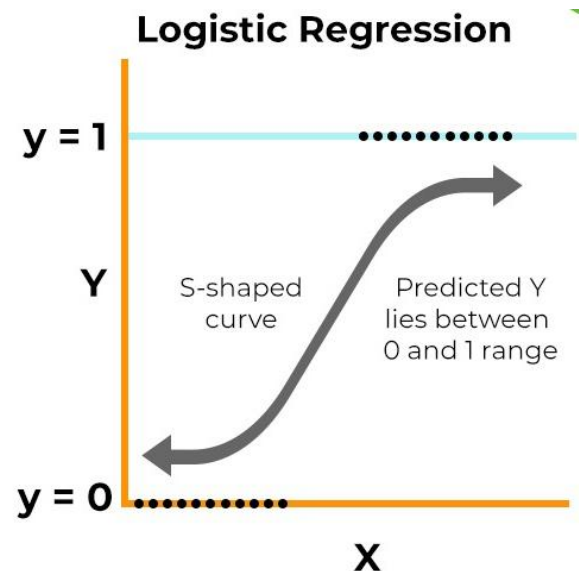 Logistic Regression
y = 1
Y
S-shaped
curve
Predicted Y
lies between
0 and 1 range
y = 0
X